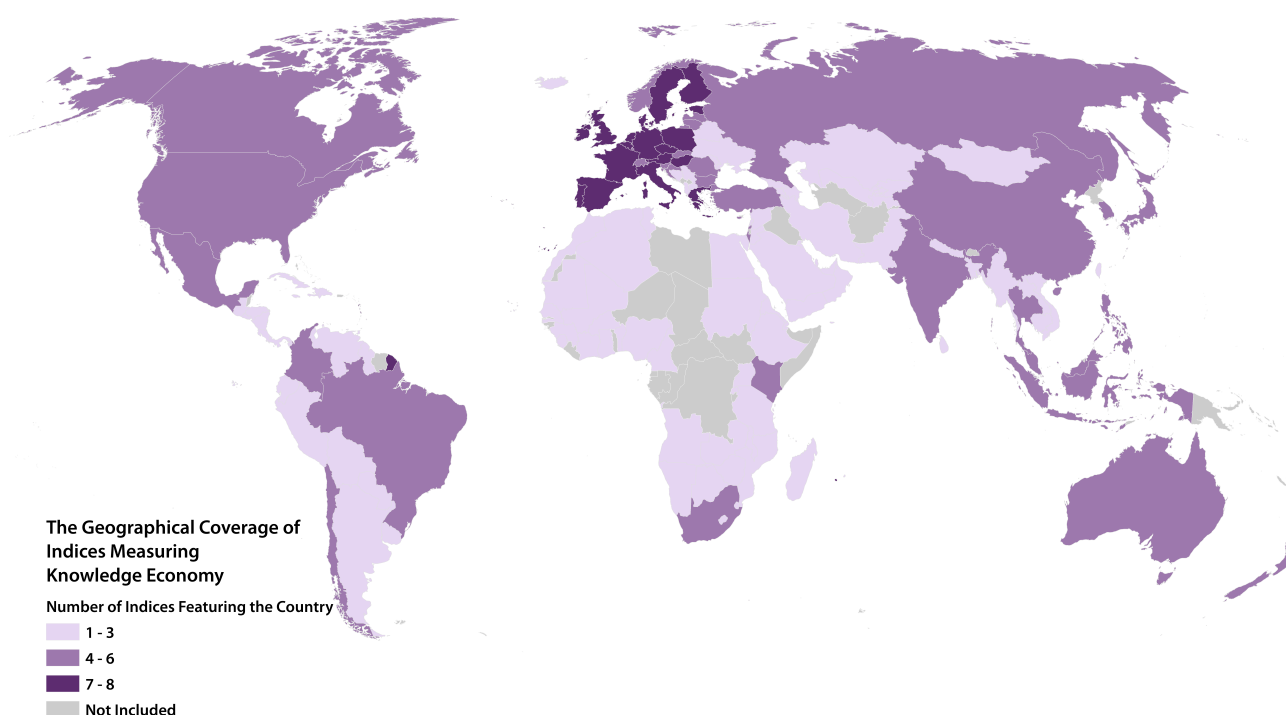 The Geographical Coverage of
Indices Measuring
Knowledge Economy
Number of Indices Featuring the Country
1 - 3
4 - 6
7 - 8
Not Included